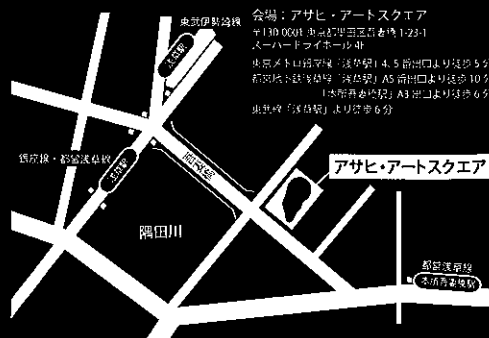 会場：アサヒ・アートスクエア
〒130-0001 東京都墨田区吾妻橋1-23-1
スーパードライホール4F
東京メトロ銀座線「浅草駅」4、5番出口より徒歩5分
都営地下鉄浅草線「浅草駅」A5番出口より徒歩10分
「本所吾妻橋駅」A3出口より徒歩6分
東武線「浅草駅」より徒歩6分
東武伊勢崎線
浅草駅
銀座線・都営浅草線
浅草駅
吾妻橋
アサヒ・アートスクエア
隅田川
都営浅草線
本所吾妻橋駅